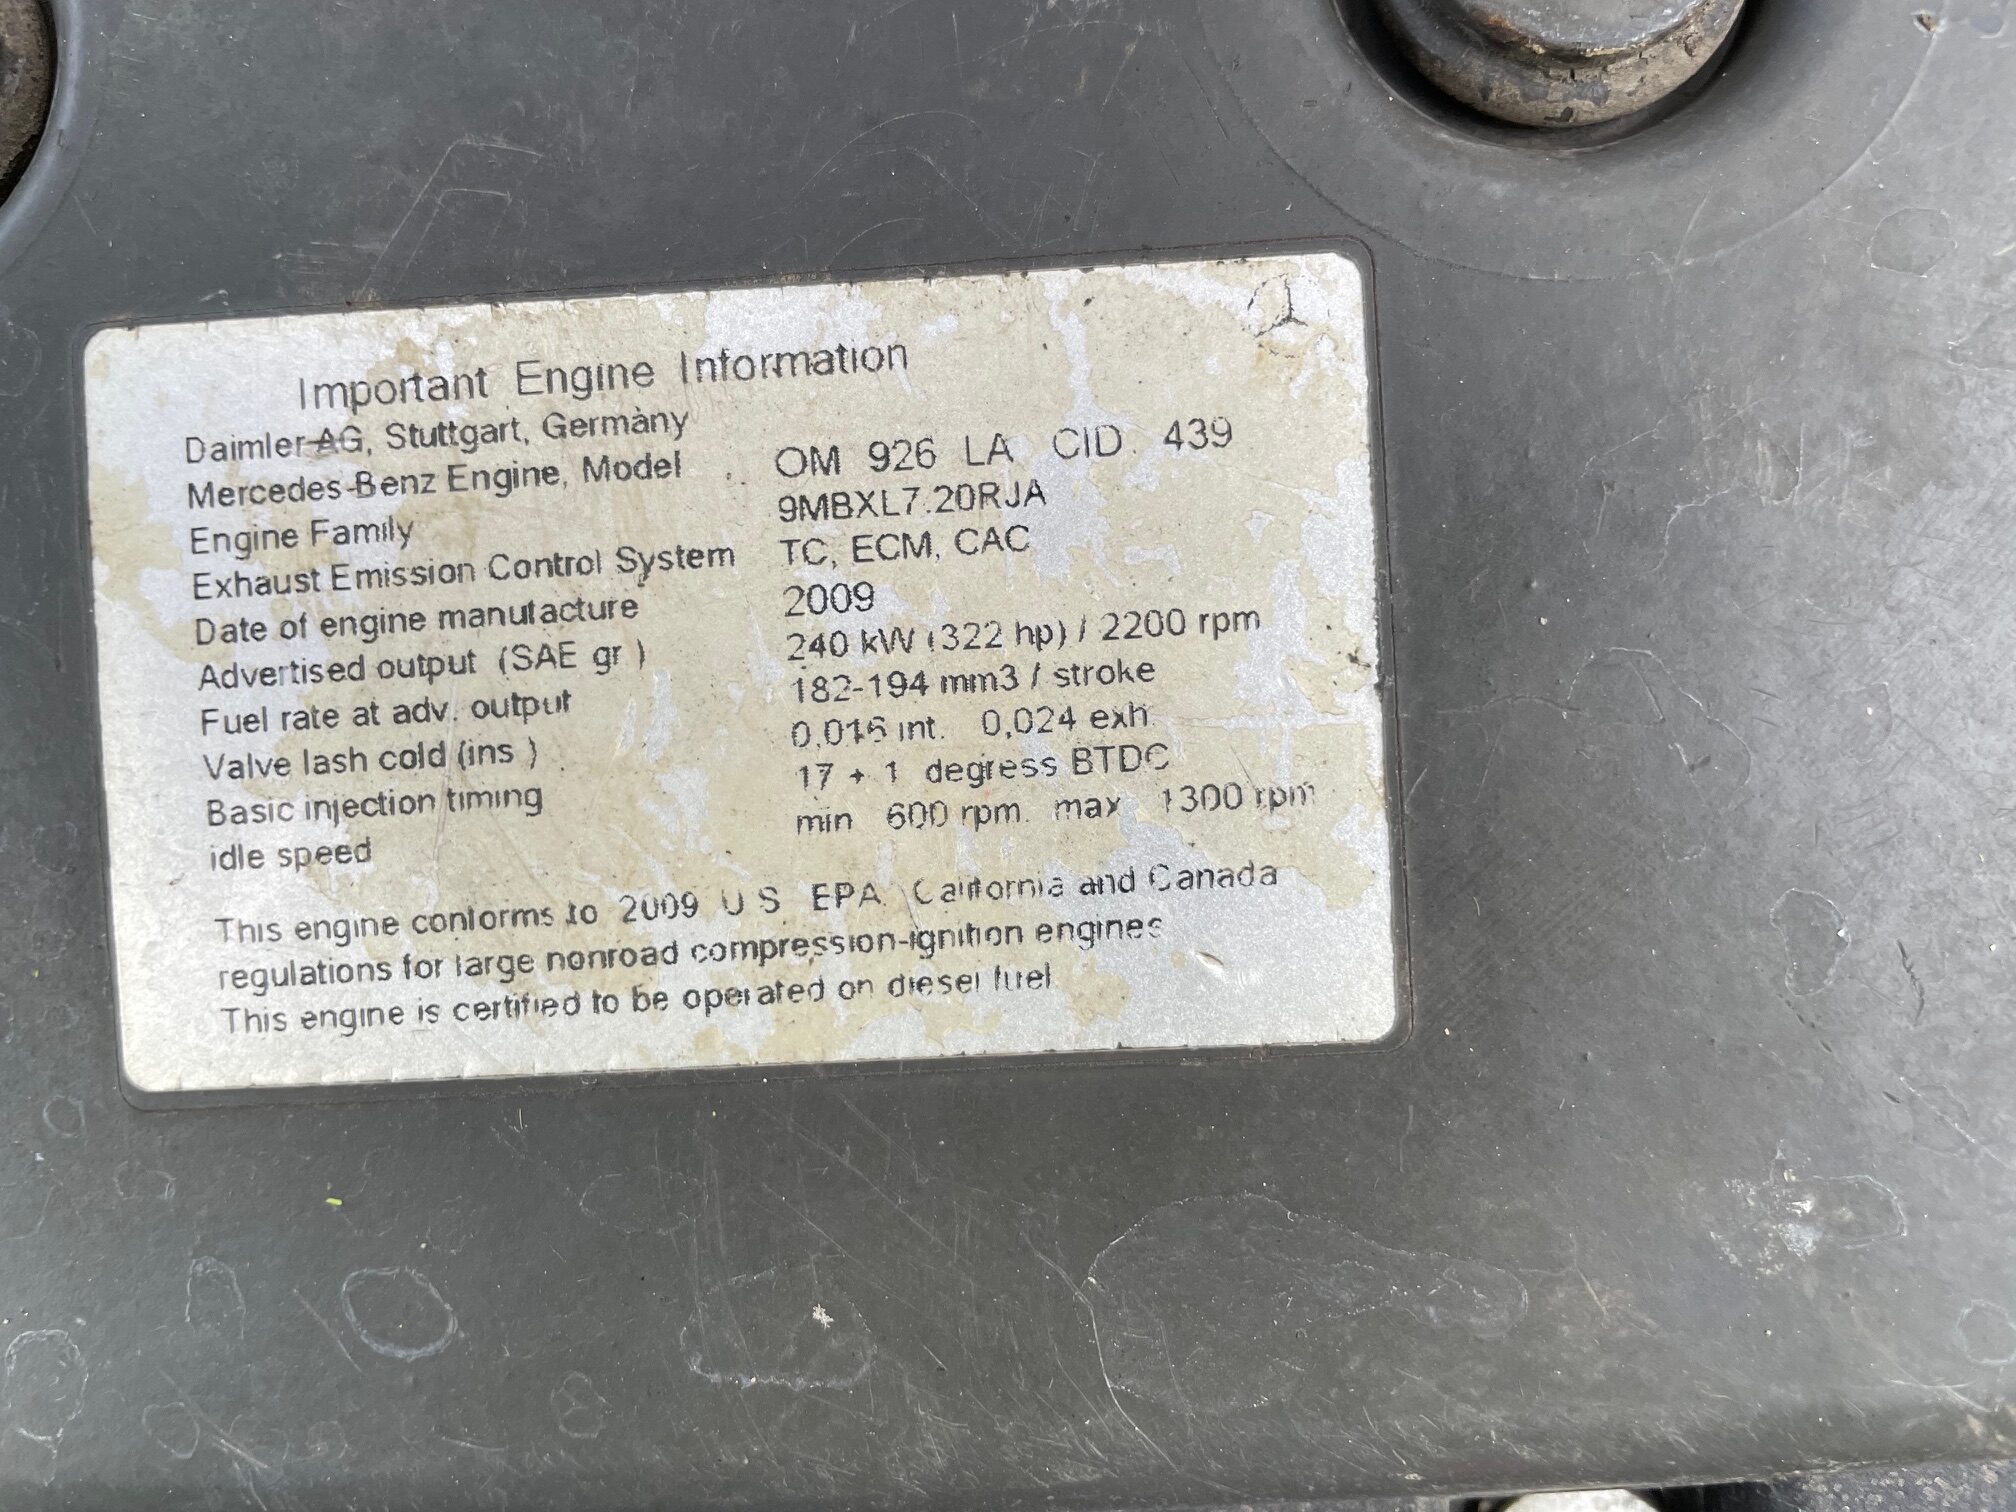 Important Engine Information
Daimler AG, Stuttgart, Germany
Mercedes-Benz Engine, Model OM 926 LA CID. 439
Engine Family 9MBXL7.20RJA
Exhaust Emission Control System TC, ECM, CAC
Date of engine manufacture 2009
Advertised output (SAE gr ) 240 kW (322 hp) / 2200 rpm
Fuel rate at adv. output 182-194 mm3 / stroke
Valve lash cold (ins ) 0,016 int. 0,024 exh.
Basic injection timing 17 + 1 degress BTDC
idle speed min 600 rpm. max 1300 rpm
This engine conforms to 2009 U S EPA California and Canada
regulations for large nonroad compression-ignition engines
This engine is certified to be operated on diesel fuel